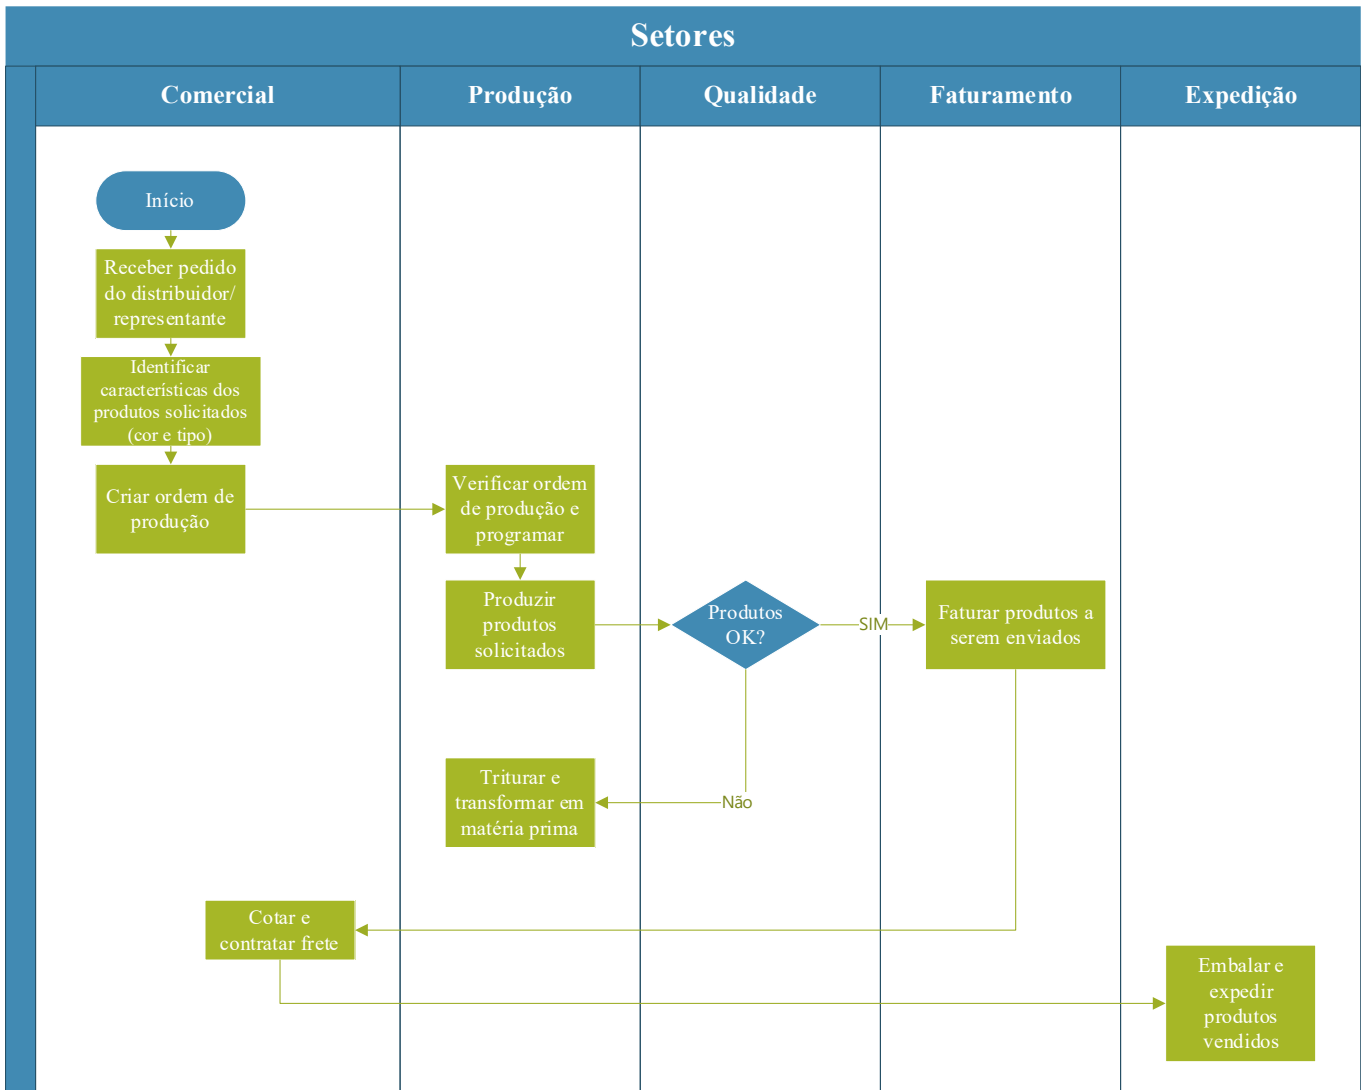 Setores
Comercial
Produção
Qualidade
Faturamento
Expedição
Início
Receber pedido
do distribuidor/
representante
Identificar
características dos
produtos solicitados
(cor e tipo)
Criar ordem de
produção
Verificar ordem
de produção e
programar
Produzir
produtos
solicitados
Produtos
OK?
SIM
Faturar produtos a
serem enviados
Triturar e
transformar em
matéria prima
Não
Cotar e
contratar frete
Embalar e
expedir
produtos
vendidos